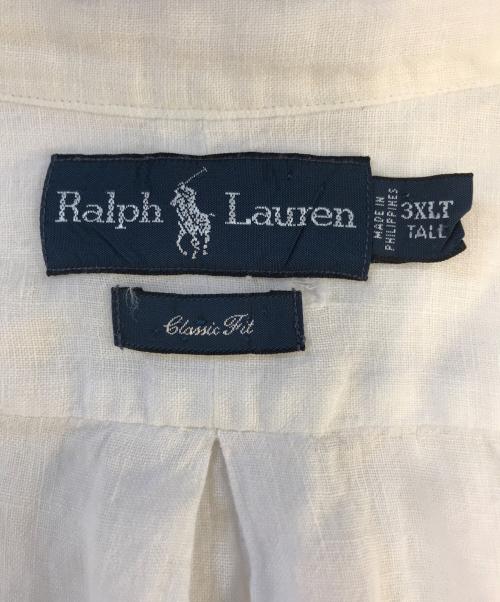 Ralph Lauren
MADE IN
PHILIPPINES
3XLT
TALL
Classic Fit